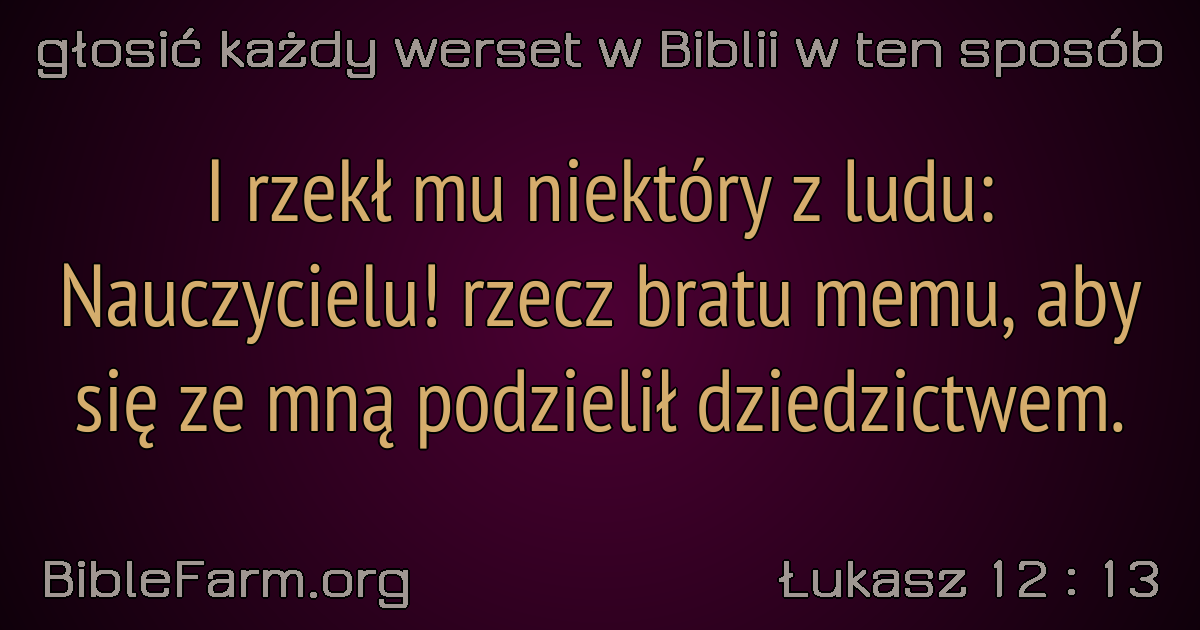 głosić każdy werset w Biblii w ten sposób
I rzekł mu niektóry z ludu:
Nauczycielu! rzecz bratu memu, aby
się ze mną podzielił dziedzictwem.
BibleFarm.org
Łukasz 12 : 13